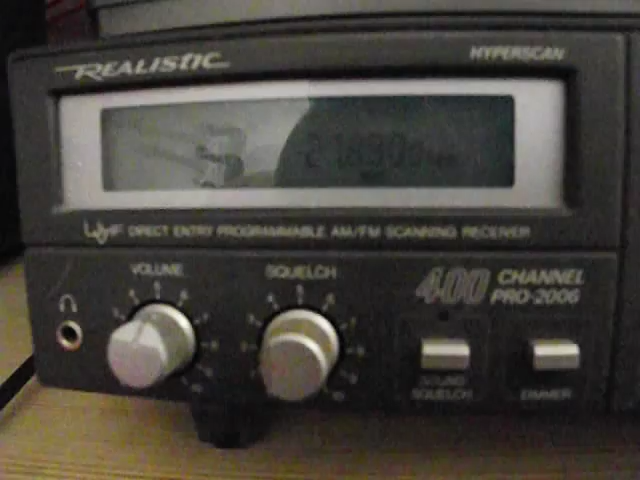 REALISTIC
HYPERSCAN
DIRECT ENTRY PROGRAMMABLE AM/FM SCANNING RECEIVER
VOLUME
SQUELCH
400 CHANNEL
PRO-2006
SOUND
SQUELCH
DIMMER